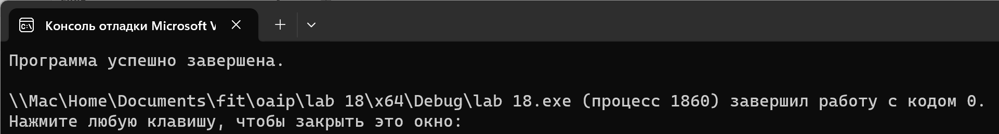 Консоль отладки Microsoft V
Программа успешно завершена.
\\Mac\Home\Documents\fit\oaip\lab 18\x64\Debug\lab 18.exe (процесс 1860) завершил работу с кодом 0.
Нажмите любую клавишу, чтобы закрыть это окно: